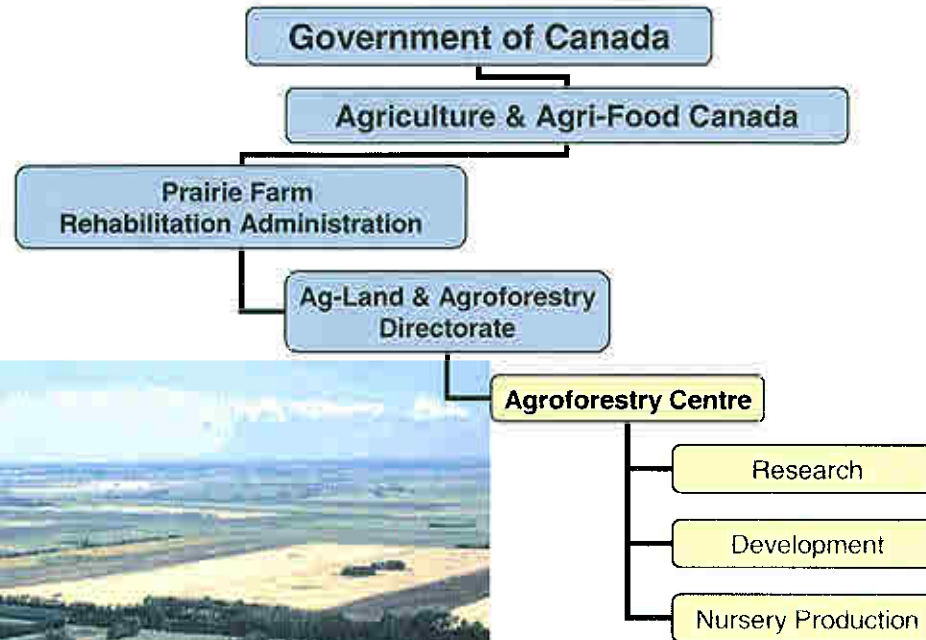 Government of Canada
Agriculture & Agri-Food Canada
Prairie Farm
Rehabilitation Administration
Ag-Land & Agroforestry
Directorate
Agroforestry Centre
Research
Development
Nursery Production